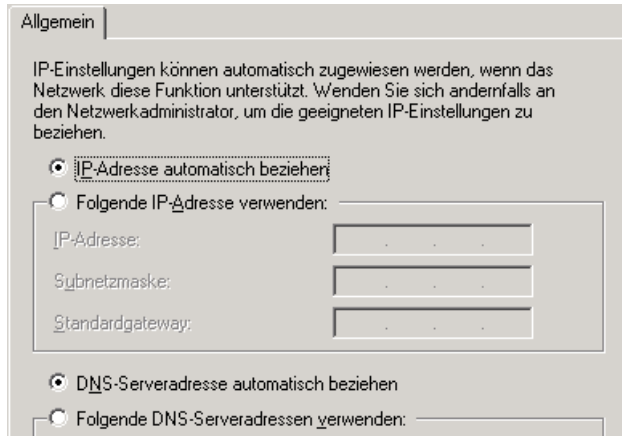 Allgemein
IP-Einstellungen können automatisch zugewiesen werden, wenn das
Netzwerk diese Funktion unterstützt. Wenden Sie sich andernfalls an
den Netzwerkadministrator, um die geeigneten IP-Einstellungen zu
beziehen.
IP-Adresse automatisch beziehen
Folgende IP-Adresse verwenden:
IP-Adresse:
Subnetzmaske:
Standardgateway:
DNS-Serveradresse automatisch beziehen
Folgende DNS-Serveradressen verwenden: